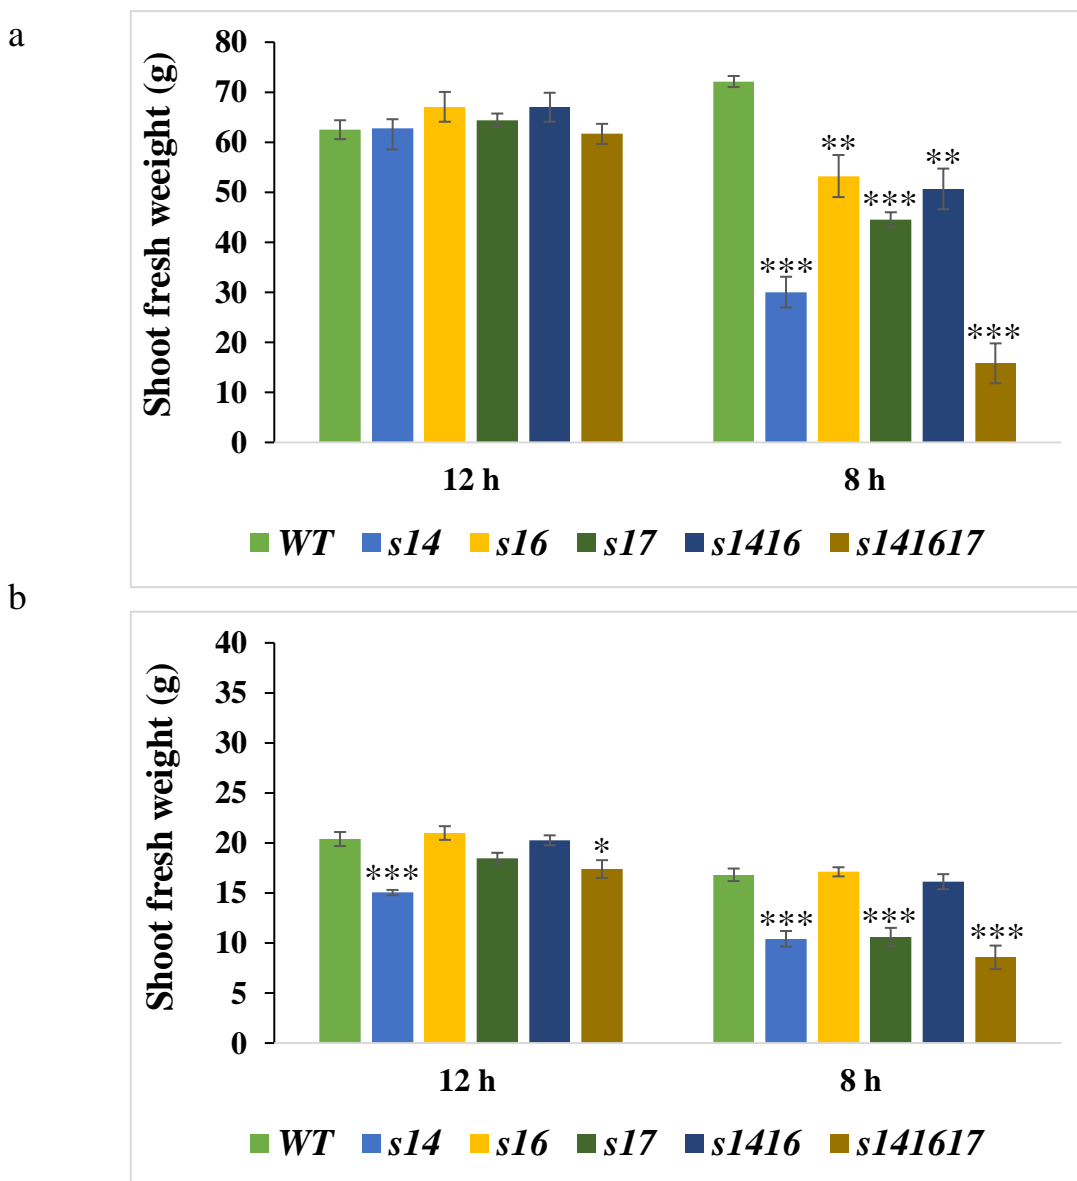 a
80
70
60
50
40
30
20
10
0
Shoot fresh weeight (g)
** **
***
***
***
12 h 8 h
WT s14 s16 s17 s1416 s141617
b
40
35
30
25
20
15
10
5
0
Shoot fresh weight (g)
*** *
*** *** ***
12 h 8 h
WT s14 s16 s17 s1416 s141617